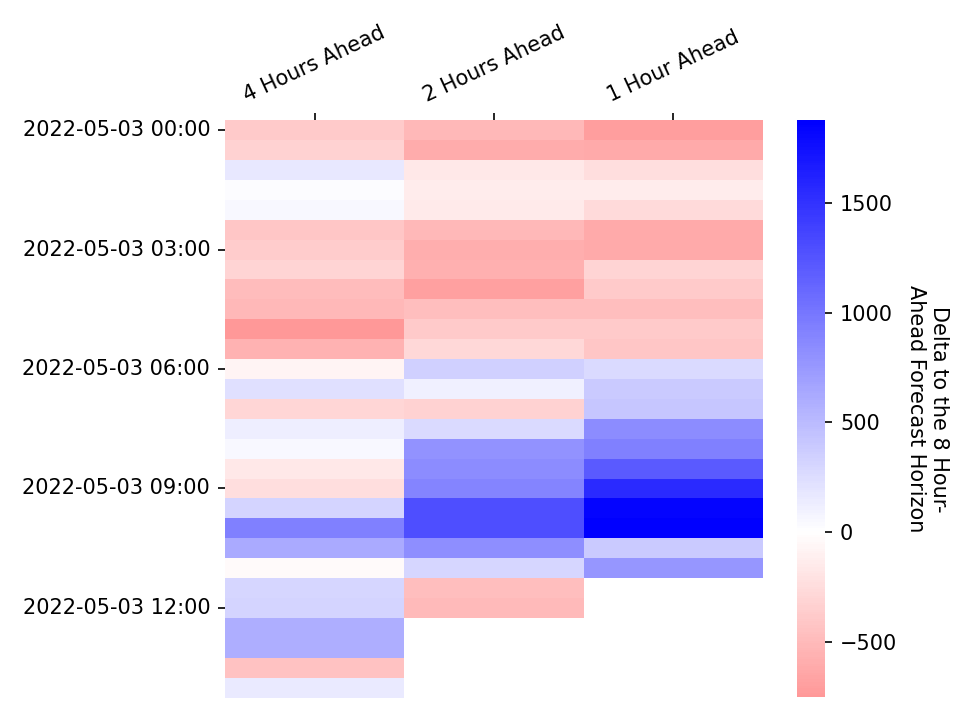 4 Hours Ahead
2 Hours Ahead
1 Hour Ahead
2022-05-03 00:00
2022-05-03 03:00
2022-05-03 06:00
2022-05-03 09:00
2022-05-03 12:00
1500
1000
500
0
−500
Delta to the 8 Hour-
Ahead Forecast Horizon